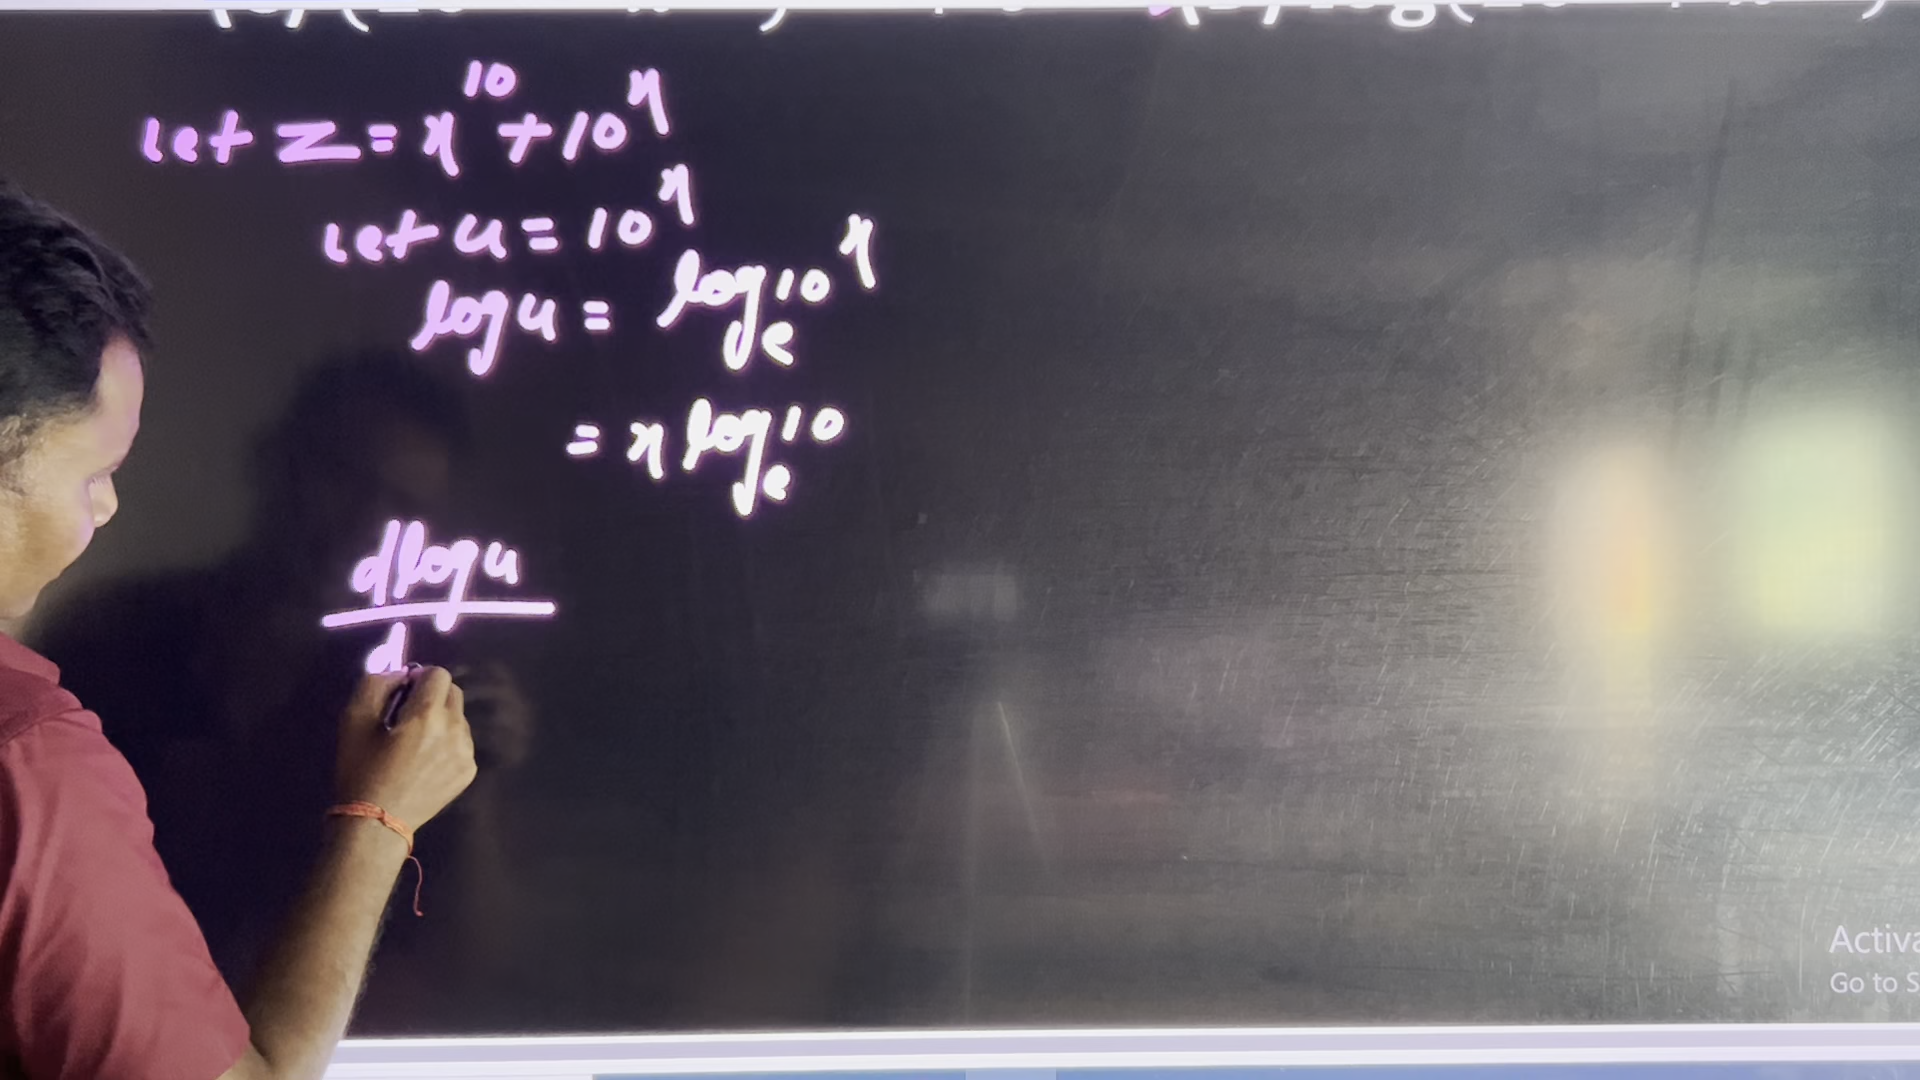 let z = x^10 + 10^x
let u = 10^x
log u = log_e 10^x
= x log_e 10
d log u
d
Activa
Go to S